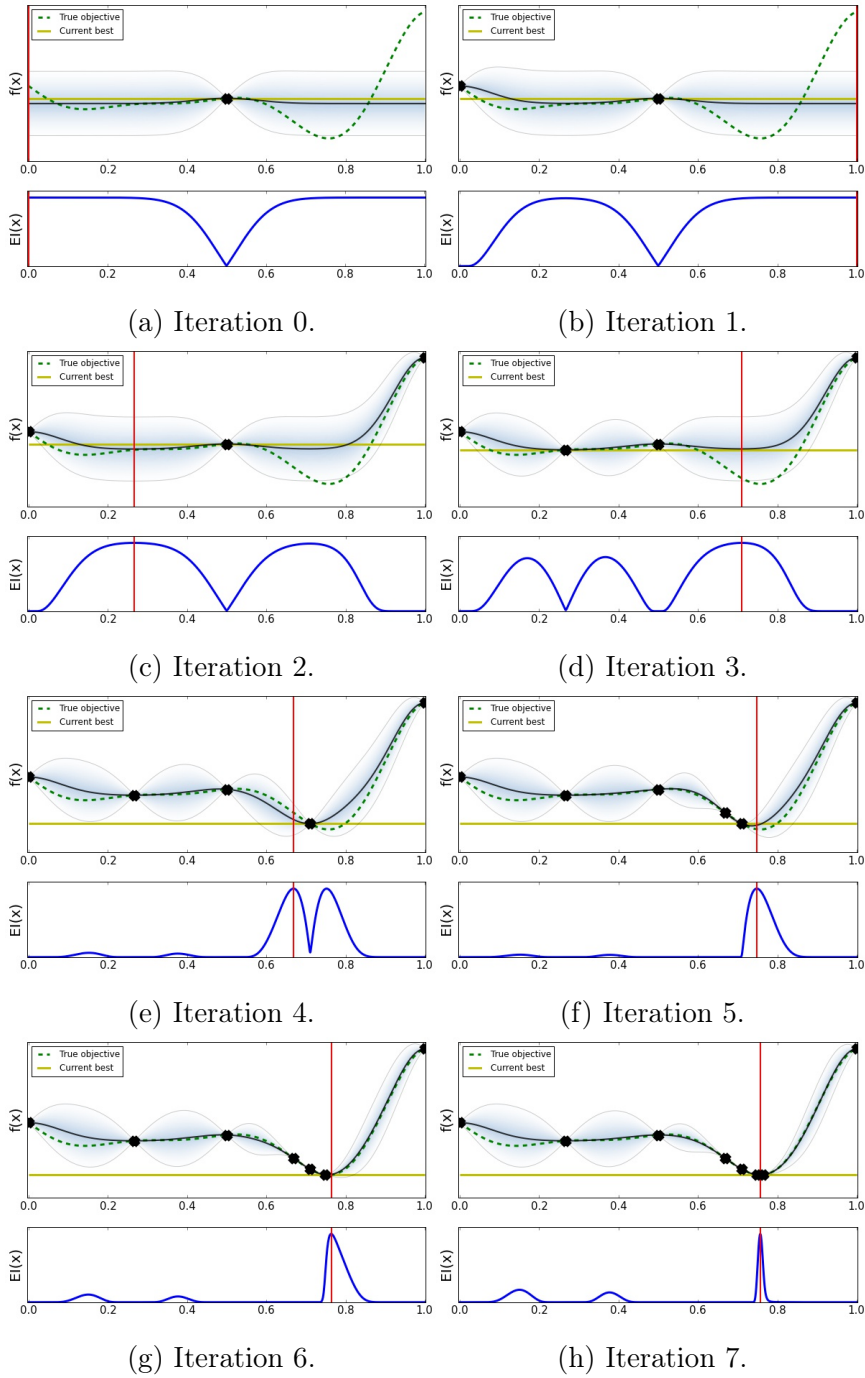 True objective
Current best
f(x)
0.0 0.2 0.4 0.6 0.8 1.0
EI(x)
0.0 0.2 0.4 0.6 0.8 1.0
(a) Iteration 0.
True objective
Current best
f(x)
0.0 0.2 0.4 0.6 0.8 1.0
EI(x)
0.0 0.2 0.4 0.6 0.8 1.0
(b) Iteration 1.
True objective
Current best
f(x)
0.0 0.2 0.4 0.6 0.8 1.0
EI(x)
0.0 0.2 0.4 0.6 0.8 1.0
(c) Iteration 2.
True objective
Current best
f(x)
0.0 0.2 0.4 0.6 0.8 1.0
EI(x)
0.0 0.2 0.4 0.6 0.8 1.0
(d) Iteration 3.
True objective
Current best
f(x)
0.0 0.2 0.4 0.6 0.8 1.0
EI(x)
0.0 0.2 0.4 0.6 0.8 1.0
(e) Iteration 4.
True objective
Current best
f(x)
0.0 0.2 0.4 0.6 0.8 1.0
EI(x)
0.0 0.2 0.4 0.6 0.8 1.0
(f) Iteration 5.
True objective
Current best
f(x)
0.0 0.2 0.4 0.6 0.8 1.0
EI(x)
0.0 0.2 0.4 0.6 0.8 1.0
(g) Iteration 6.
True objective
Current best
f(x)
0.0 0.2 0.4 0.6 0.8 1.0
EI(x)
0.0 0.2 0.4 0.6 0.8 1.0
(h) Iteration 7.